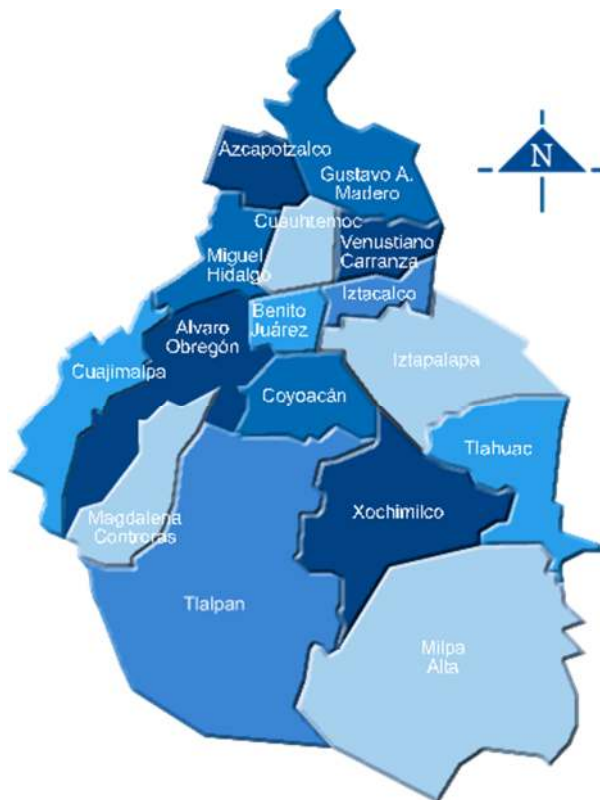 Azcapotzalco
N
Gustavo A.
Madero
Cuauhtemoc
Venustiano
Carranza
Miguel
Hidalgo
Iztacalco
Benito
Juárez
Alvaro
Obregón
Iztapalapa
Cuajimalpa
Coyoacán
Tlahuac
Xochimilco
Magdalena
Contreras
Tlalpan
Milpa
Alta